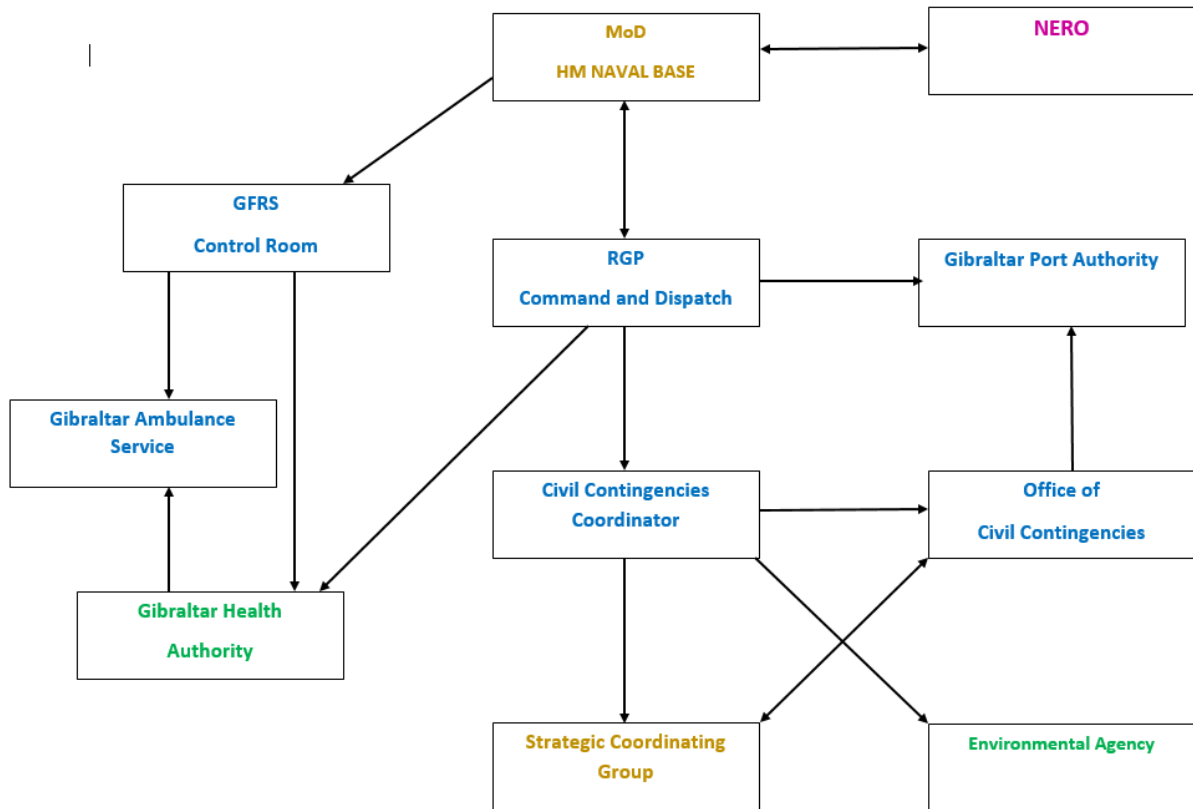 MoD
HM NAVAL BASE
NERO
GFRS
Control Room
RGP
Command and Dispatch
Gibraltar Port Authority
Gibraltar Ambulance
Service
Civil Contingencies
Coordinator
Office of
Civil Contingencies
Gibraltar Health
Authority
Strategic Coordinating
Group
Environmental Agency